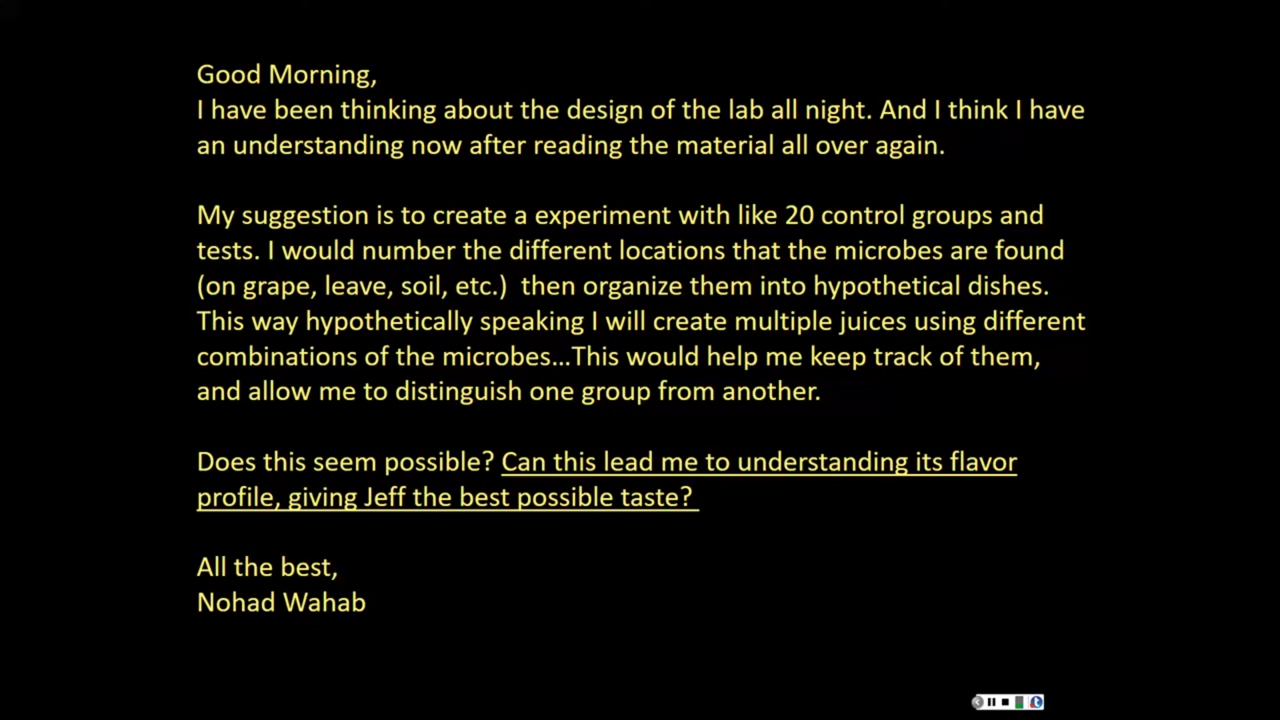 Good Morning,
I have been thinking about the design of the lab all night. And I think I have
an understanding now after reading the material all over again.
My suggestion is to create a experiment with like 20 control groups and
tests. I would number the different locations that the microbes are found
(on grape, leave, soil, etc.)  then organize them into hypothetical dishes.
This way hypothetically speaking I will create multiple juices using different
combinations of the microbes...This would help me keep track of them,
and allow me to distinguish one group from another.
Does this seem possible? Can this lead me to understanding its flavor
profile, giving Jeff the best possible taste?
All the best,
Nohad Wahab